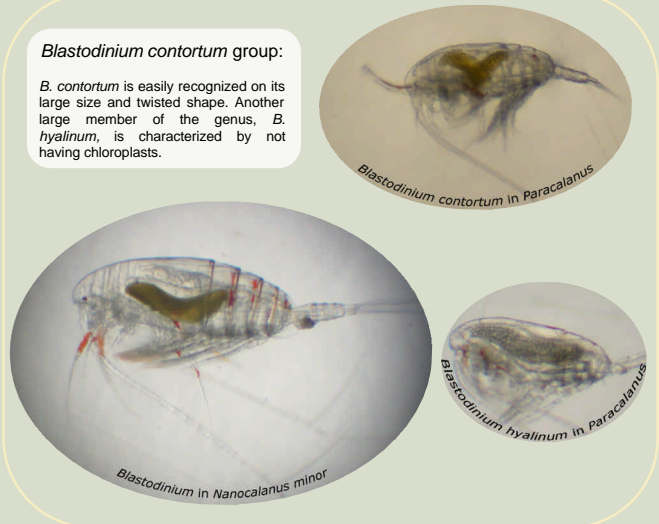 Blastodinium contortum group:
B. contortum is easily recognized on its
large size and twisted shape. Another
large member of the genus, B.
hyalinum, is characterized by not
having chloroplasts.
Blastodinium contortum in Paracalanus
Blastodinium in Nanocalanus minor
Blastodinium hyalinum in Paracalanus